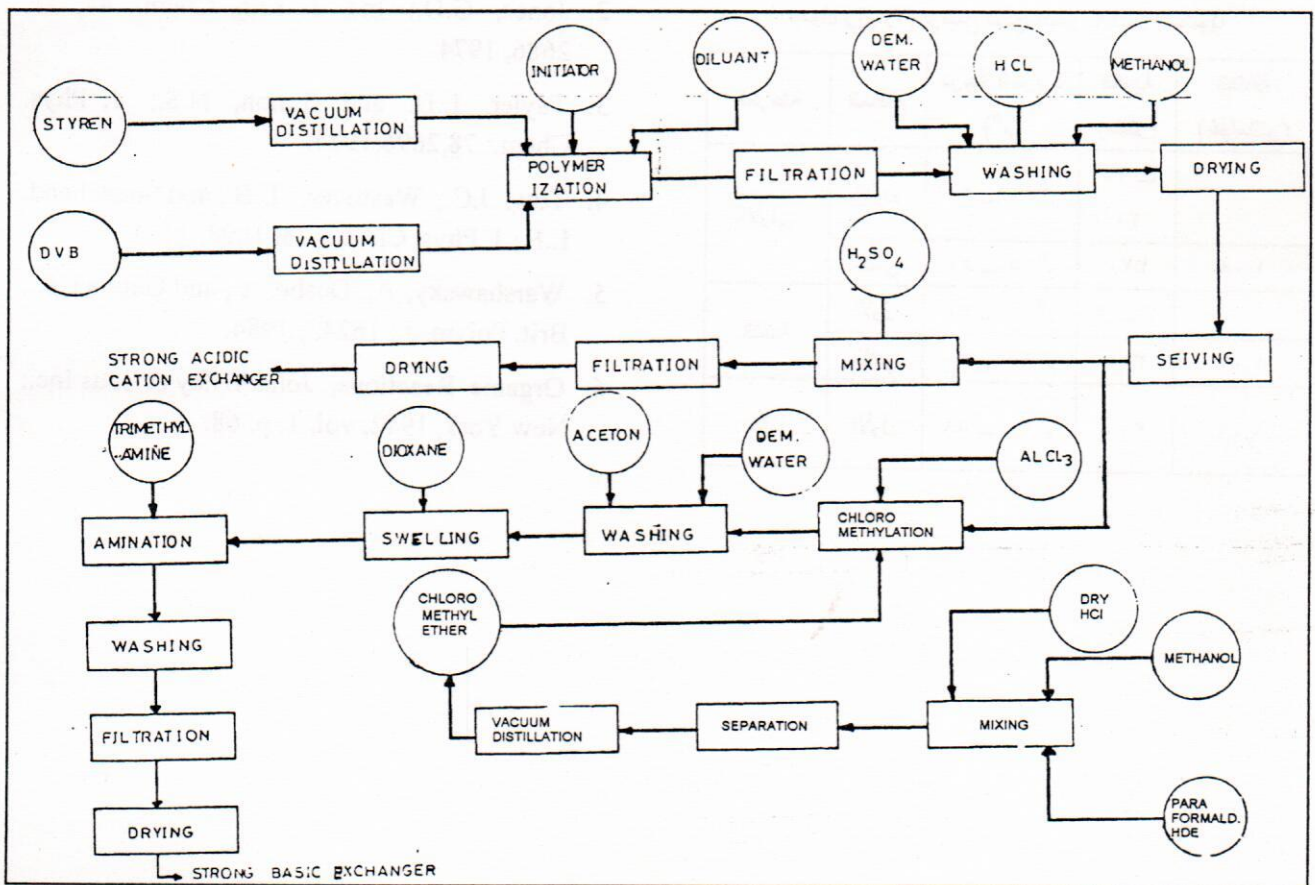 STYREN
VACUUM
DISTILLATION
INITIATOR
DILUANT
DEM.
WATER
HCL
METHANOL
POLYMER
IZATION
FILTRATION
WASHING
DRYING
DVB
VACUUM
DISTILLATION
H2SO4
STRONG ACIDIC
CATION EXCHANGER
DRYING
FILTRATION
MIXING
SEIVING
TRIMETHYL
AMINE
DIOXANE
ACETON
DEM.
WATER
ALCL3
AMINATION
SWELLING
WASHING
CHLORO
METHYLATION
CHLORO
METHYL
ETHER
DRY
HCl
METHANOL
WASHING
VACUUM
DISTILLATION
SEPARATION
MIXING
FILTRATION
PARA
FORMALD.
HDE
DRYING
STRONG BASIC EXCHANGER